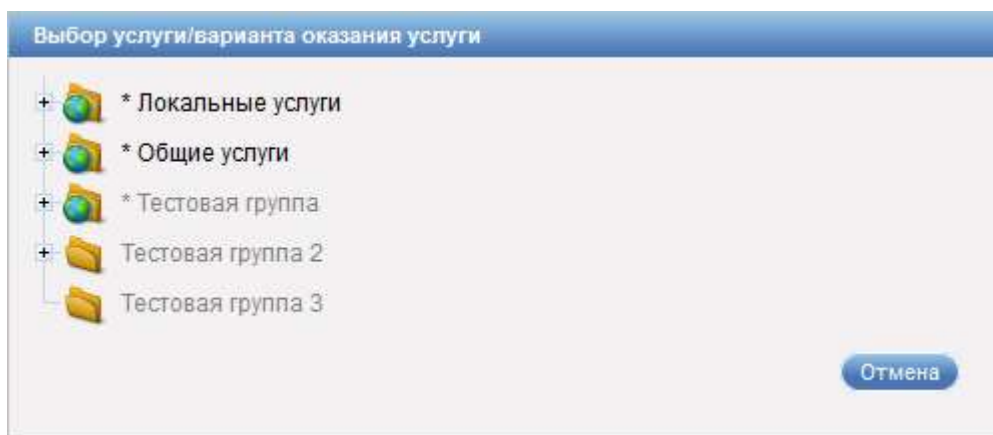 Выбор услуги/варианта оказания услуги
* Локальные услуги
* Общие услуги
* Тестовая группа
Тестовая группа 2
Тестовая группа 3
Отмена